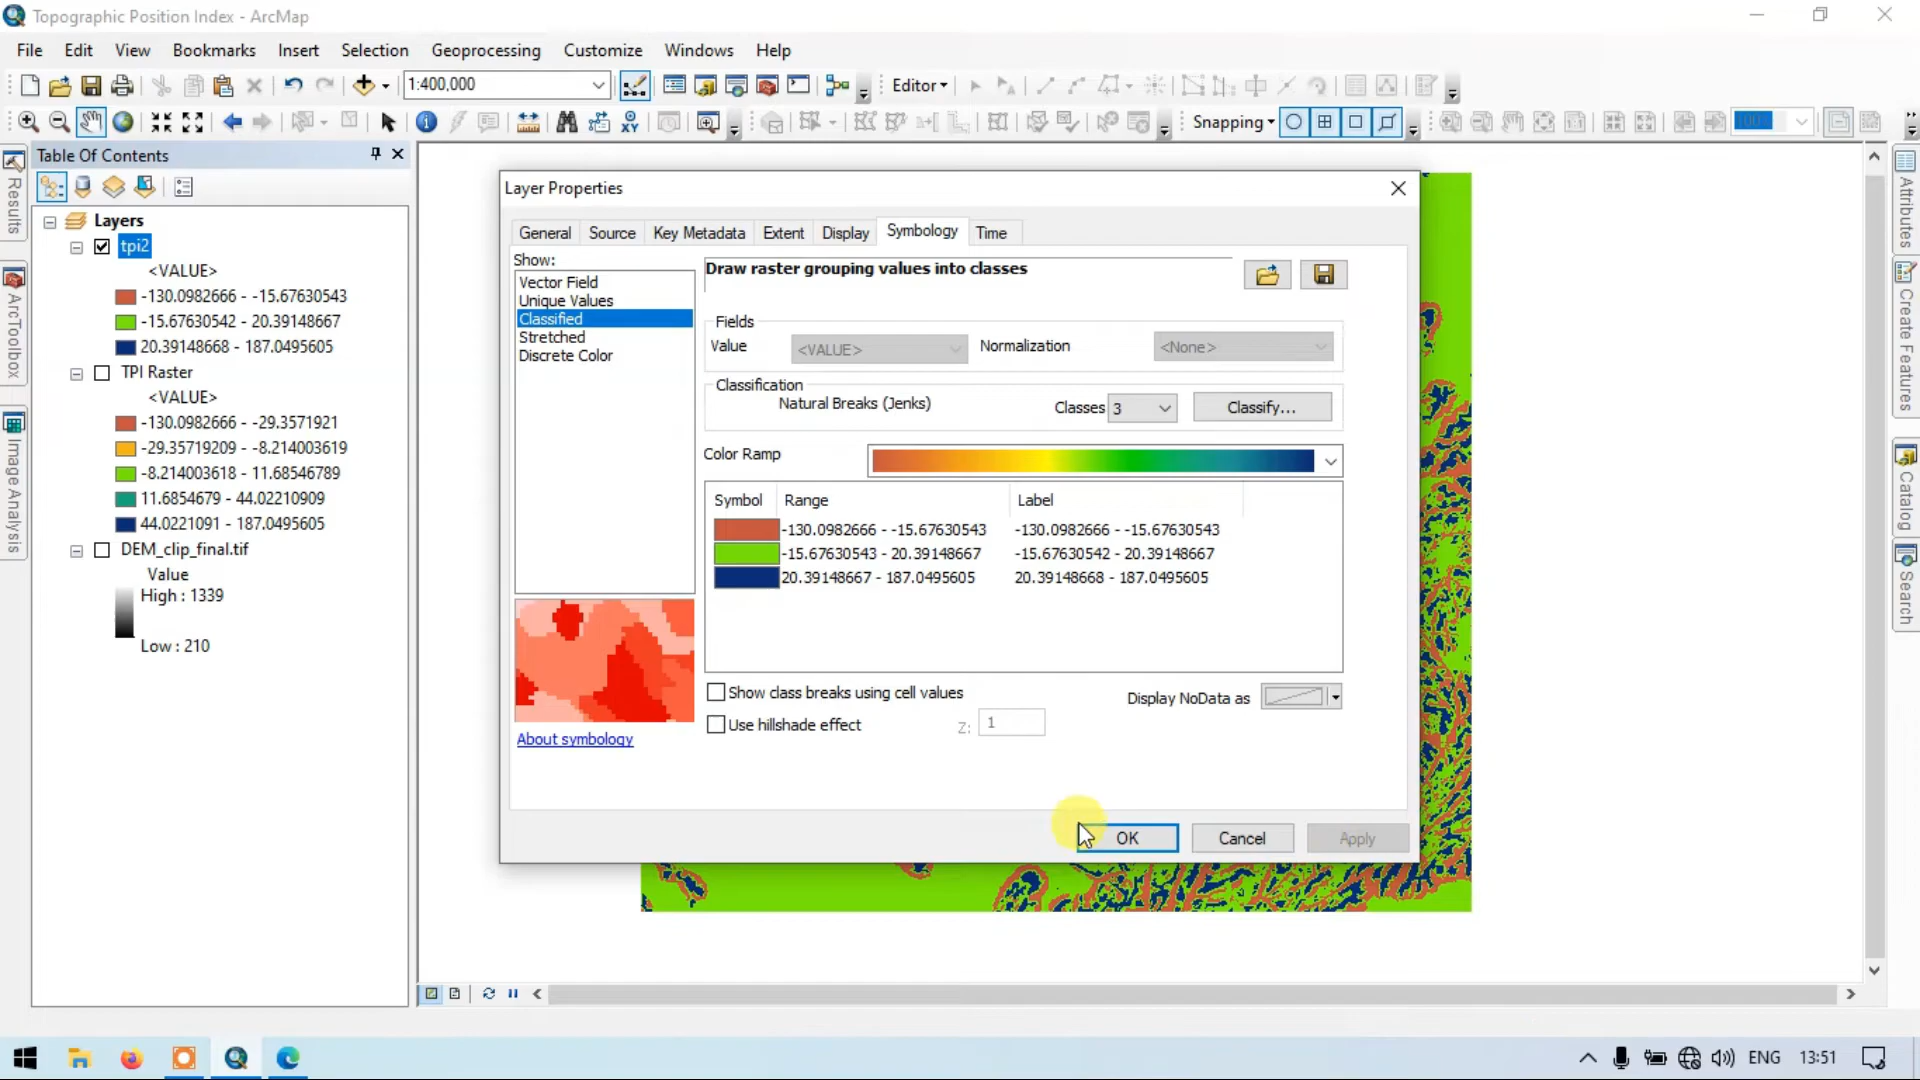 Topographic Position Index - ArcMap
File Edit View Bookmarks Insert Selection Geoprocessing Customize Windows Help
1:400,000
Editor
Snapping
Table Of Contents
Results
ArcToolbox
Image Analysis
Layers
tpi2
<VALUE>
-130.0982666 - -15.67630543
-15.67630542 - 20.39148667
20.39148668 - 187.0495605
TPI Raster
<VALUE>
-130.0982666 - -29.3571921
-29.35719209 - -8.214003619
-8.214003618 - 11.68546789
11.6854679 - 44.02210909
44.0221091 - 187.0495605
DEM_clip_final.tif
Value
High : 1339
Low : 210
Layer Properties
General Source Key Metadata Extent Display Symbology Time
Show:
Vector Field
Unique Values
Classified
Stretched
Discrete Color
About symbology
Draw raster grouping values into classes
Fields
Value <VALUE> Normalization <None>
Classification
Natural Breaks (Jenks) Classes 3 Classify...
Color Ramp
Symbol Range Label
-130.0982666 - -15.67630543 -130.0982666 - -15.67630543
-15.67630543 - 20.39148667 -15.67630542 - 20.39148667
20.39148667 - 187.0495605 20.39148668 - 187.0495605
Show class breaks using cell values
Display NoData as
Use hillshade effect Z: 1
OK Cancel Apply
Attributes
Create Features
Catalog
Search
ENG 13:51